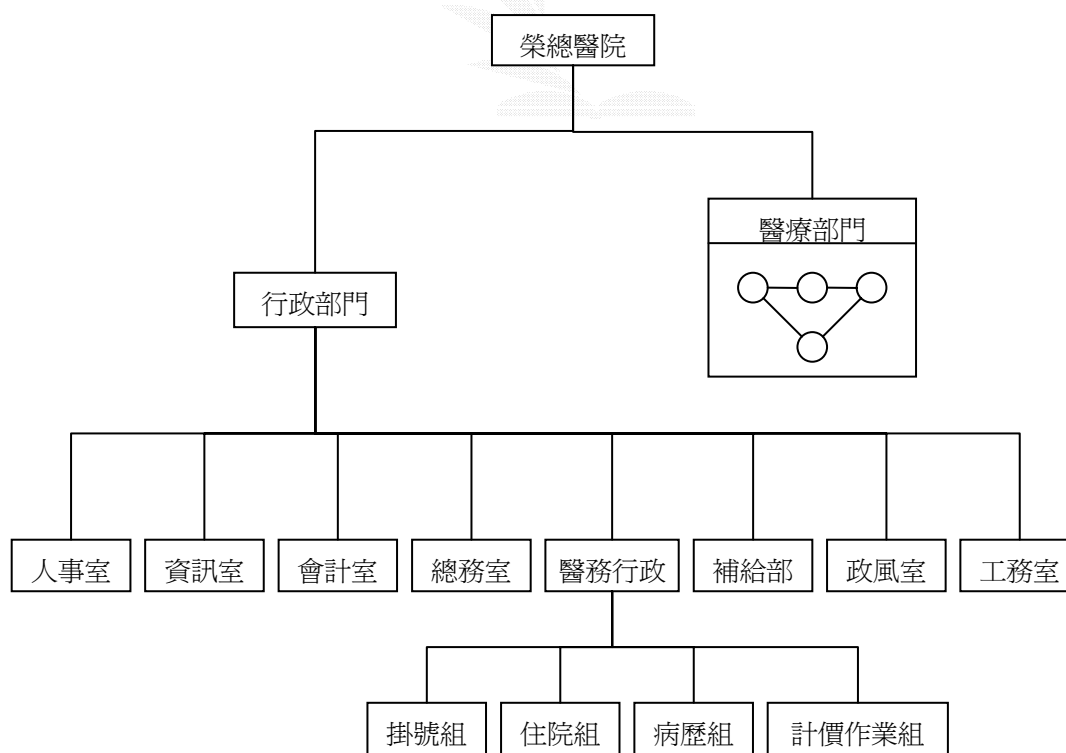 榮總醫院
醫療部門
行政部門
人事室
資訊室
會計室
總務室
醫務行政
補給部
政風室
工務室
掛號組
住院組
病歷組
計價作業組